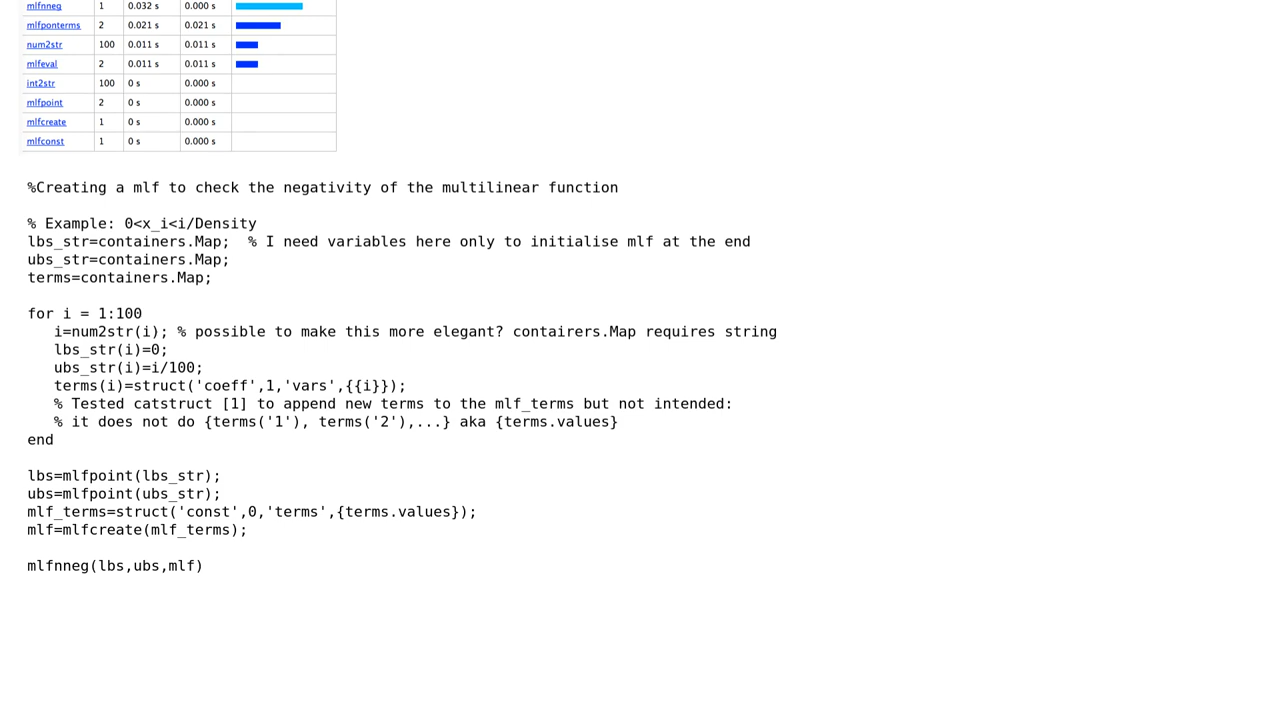 mlfnneg 1 0.032 s 0.000 s
mlfponterms 2 0.021 s 0.021 s
num2str 100 0.011 s 0.011 s
mlfeval 2 0.011 s 0.011 s
int2str 100 0 s 0.000 s
mlfpoint 2 0 s 0.000 s
mlfcreate 1 0 s 0.000 s
mlfconst 1 0 s 0.000 s
%Creating a mlf to check the negativity of the multilinear function
% Example: 0<x_i<i/Density
lbs_str=containers.Map;  % I need variables here only to initialise mlf at the end
ubs_str=containers.Map;
terms=containers.Map;
for i = 1:100
i=num2str(i); % possible to make this more elegant? contairers.Map requires string
lbs_str(i)=0;
ubs_str(i)=i/100;
terms(i)=struct('coeff',1,'vars',{{i}});
% Tested catstruct [1] to append new terms to the mlf_terms but not intended:
% it does not do {terms('1'), terms('2'),...} aka {terms.values}
end
lbs=mlfpoint(lbs_str);
ubs=mlfpoint(ubs_str);
mlf_terms=struct('const',0,'terms',{terms.values});
mlf=mlfcreate(mlf_terms);
mlfnneg(lbs,ubs,mlf)